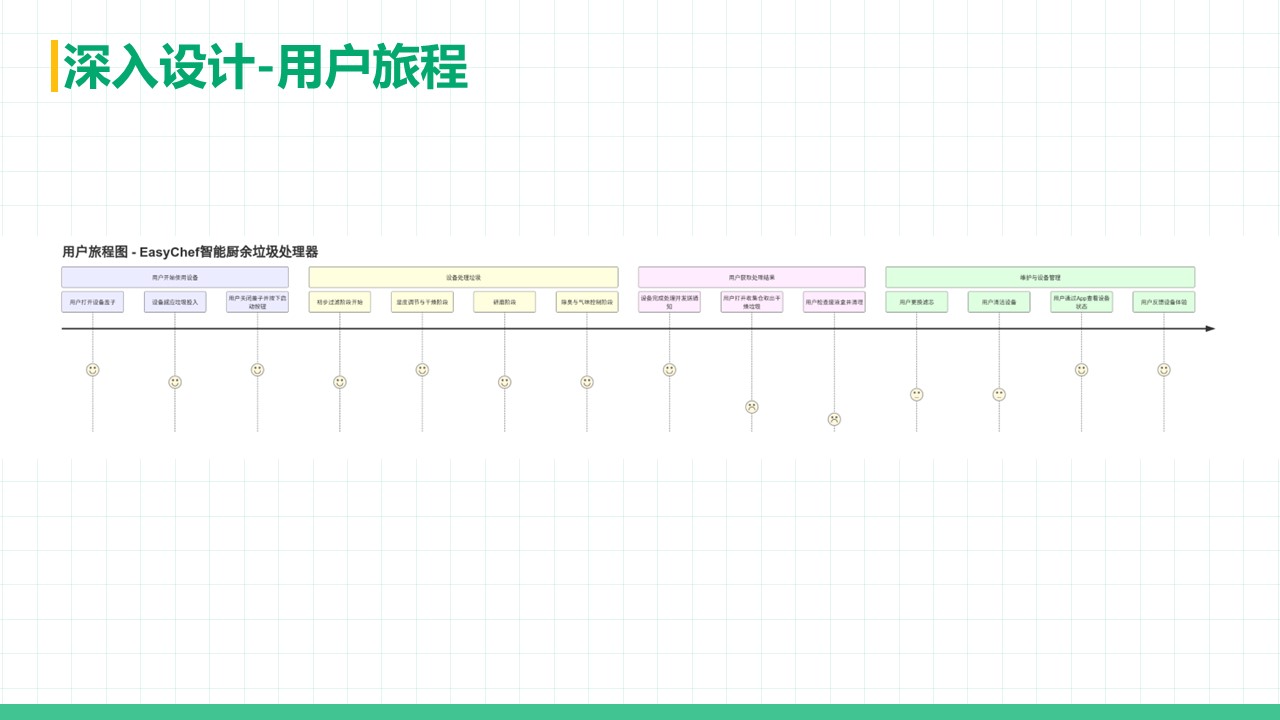 深入设计-用户旅程
用户旅程图 - EasyChef智能厨余垃圾处理器
用户开始使用设备
设备处理垃圾
用户获取处理结果
维护与设备管理
用户打开设备盖子
设备感应垃圾投入
用户关闭盖子并按下启
动按钮
初步过滤阶段开始
温度调节与干燥阶段
研磨阶段
除臭与气味控制阶段
设备完成处理并发送通
知
用户打开收集仓取出干
燥垃圾
用户检查废油盒并清理
用户更换滤芯
用户清洁设备
用户通过App查看设备
状态
用户反馈设备体验